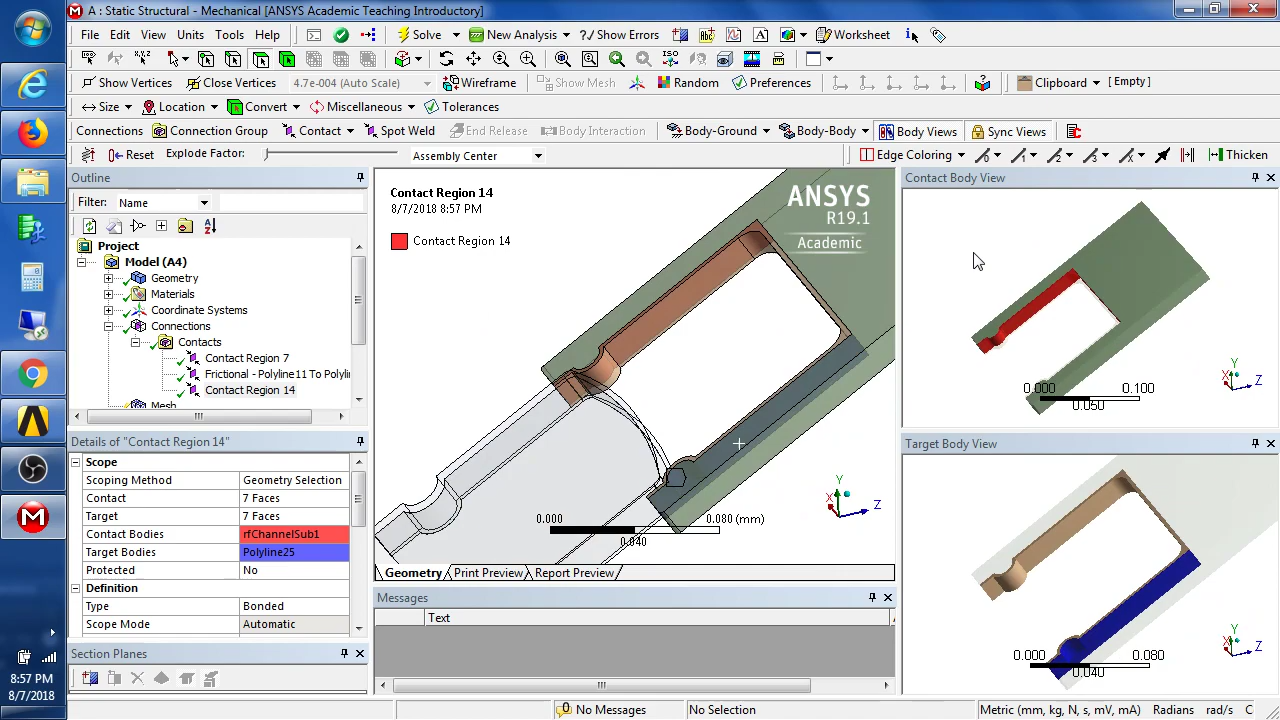 A : Static Structural - Mechanical [ANSYS Academic Teaching Introductory]
File Edit View Units Tools Help Solve New Analysis ?/ Show Errors Worksheet
Show Vertices Close Vertices 4.7e-004 (Auto Scale) Wireframe Show Mesh Random Preferences Clipboard [Empty]
Size Location Convert Miscellaneous Tolerances
Connections Connection Group Contact Spot Weld End Release Body Interaction Body-Ground Body-Body Body Views Sync Views
Reset Explode Factor: Assembly Center Edge Coloring Thicken
Outline
Filter: Name
Project
Model (A4)
Geometry
Materials
Coordinate Systems
Connections
Contacts
Contact Region 7
Frictional - Polyline11 To Polyli
Contact Region 14
Mesh
Details of "Contact Region 14"
Scope
Scoping Method Geometry Selection
Contact 7 Faces
Target 7 Faces
Contact Bodies rfChannelSub1
Target Bodies Polyline25
Protected No
Definition
Type Bonded
Scope Mode Automatic
Section Planes
Contact Region 14
8/7/2018 8:57 PM
Contact Region 14
ANSYS
R19.1
Academic
0.000 0.080 (mm)
0.040
Y
X Z
Geometry Print Preview Report Preview
Messages
Text
Contact Body View
0.000 0.100
0.050
Y
X Z
Target Body View
0.000 0.080
0.040
Y
X Z
8:57 PM
8/7/2018
No Messages No Selection Metric (mm, kg, N, s, mV, mA) Radians rad/s C